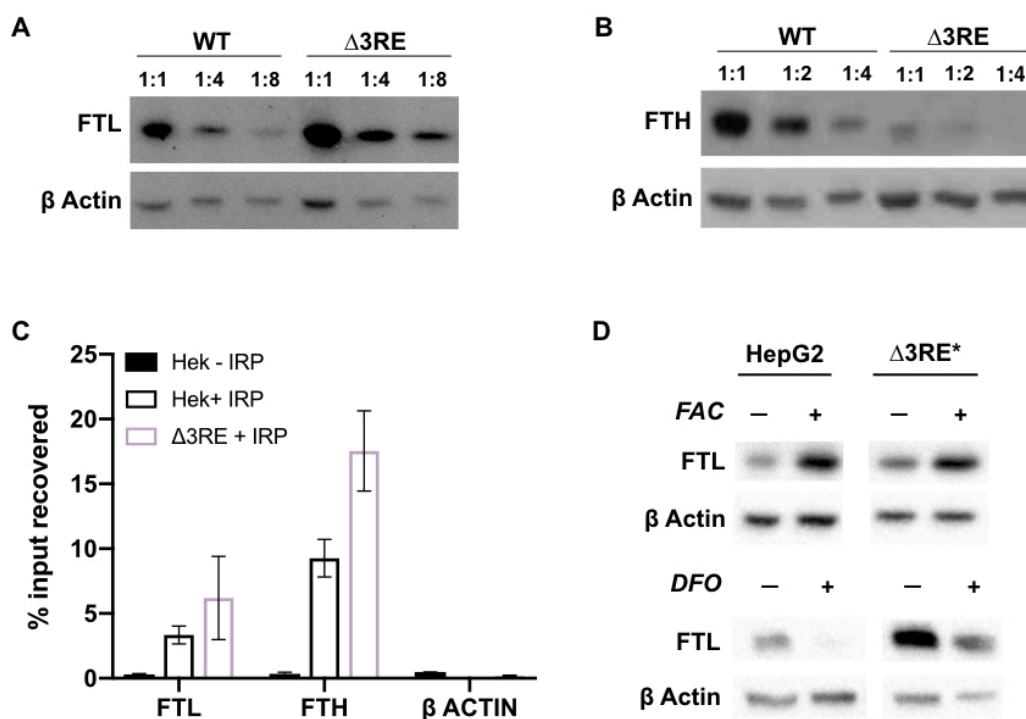 A
WT Δ3RE
1:1 1:4 1:8 1:1 1:4 1:8
FTL
β Actin
B
WT Δ3RE
1:1 1:2 1:4 1:1 1:2 1:4
FTH
β Actin
C
% input recovered
25
20
15
10
5
0
Hek - IRP
Hek+ IRP
Δ3RE + IRP
FTL FTH β ACTIN
D
HepG2 Δ3RE*
FAC – + – +
FTL
β Actin
DFO – + – +
FTL
β Actin